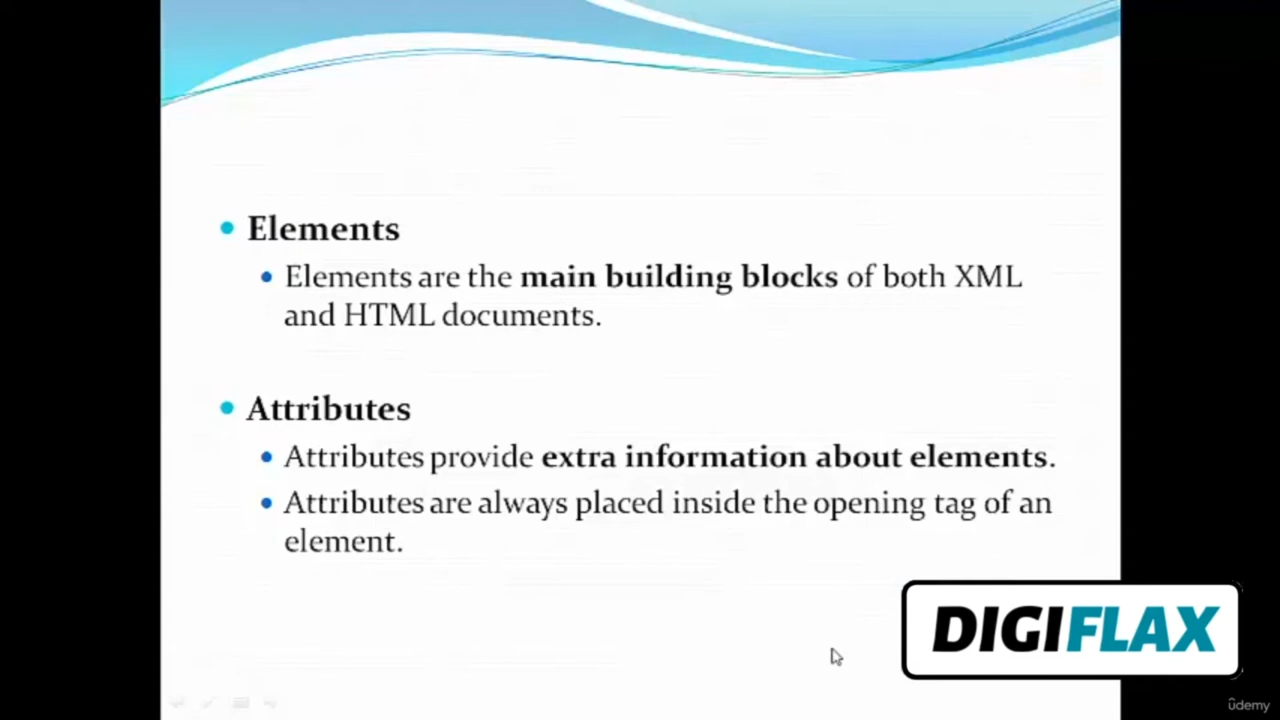 Elements
Elements are the main building blocks of both XML
and HTML documents.
Attributes
Attributes provide extra information about elements.
Attributes are always placed inside the opening tag of an
element.
DIGIFLAX
ûdemy